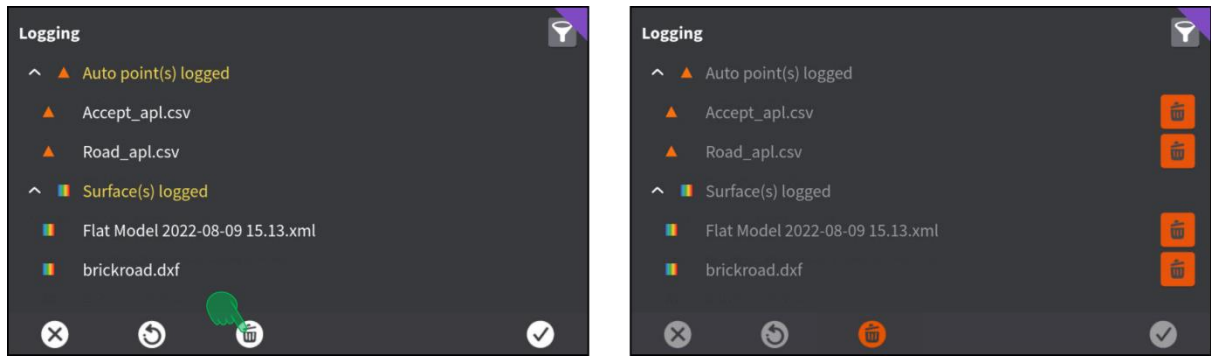 Logging
Auto point(s) logged
Accept_apl.csv
Road_apl.csv
Surface(s) logged
Flat Model 2022-08-09 15.13.xml
brickroad.dxf
Logging
Auto point(s) logged
Accept_apl.csv
Road_apl.csv
Surface(s) logged
Flat Model 2022-08-09 15.13.xml
brickroad.dxf